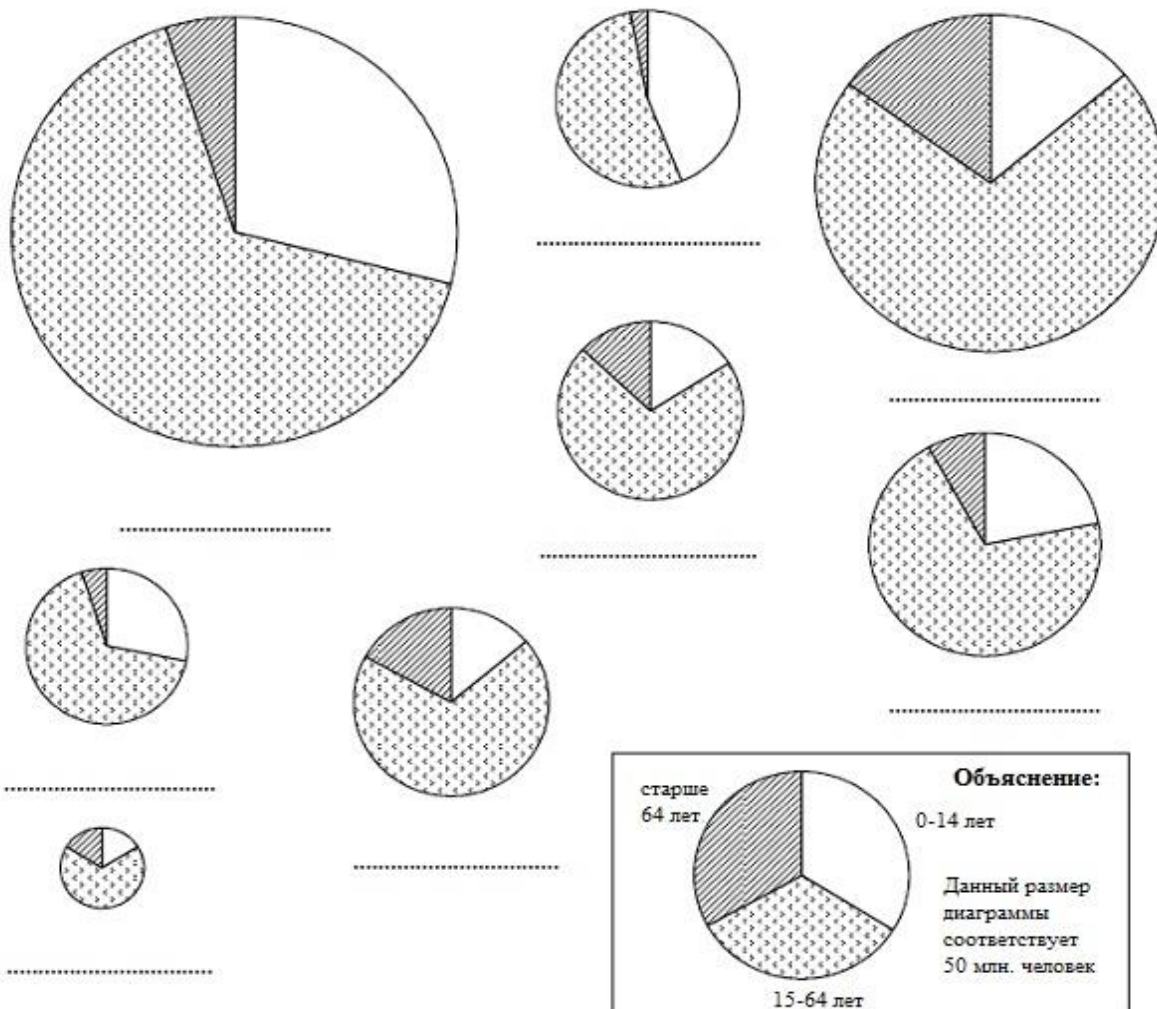 Объяснение:
старше
64 лет
0-14 лет
Данный размер
диаграммы
соответствует
50 млн. человек
15-64 лет